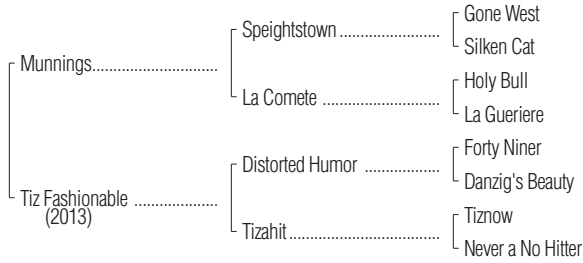 Gone West
Speightstown
Silken Cat
Munnings
Holy Bull
La Comete
La Gueriere
Forty Niner
Distorted Humor
Danzig's Beauty
Tiz Fashionable
(2013)
Tiznow
Tizahit
Never a No Hitter